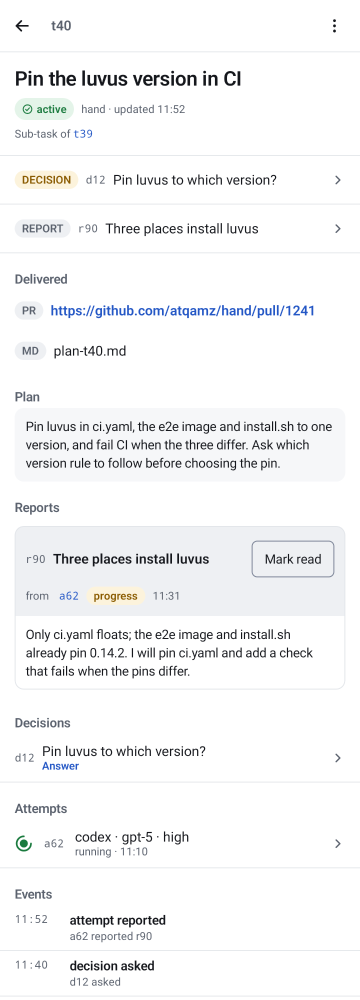 t40
Pin the luvus version in CI
active hand · updated 11:52
Sub-task of t39
DECISION d12 Pin luvus to which version?
REPORT r90 Three places install luvus
Delivered
PR https://github.com/atqamz/hand/pull/1241
MD plan-t40.md
Plan
Pin luvus in ci.yaml, the e2e image and install.sh to one
version, and fail CI when the three differ. Ask which
version rule to follow before choosing the pin.
Reports
r90 Three places install luvus Mark read
from a62 progress 11:31
Only ci.yaml floats; the e2e image and install.sh
already pin 0.14.2. I will pin ci.yaml and add a check
that fails when the pins differ.
Decisions
d12 Pin luvus to which version?
Answer
Attempts
a62 codex · gpt-5 · high
running · 11:10
Events
11:52 attempt reported
a62 reported r90
11:40 decision asked
d12 asked